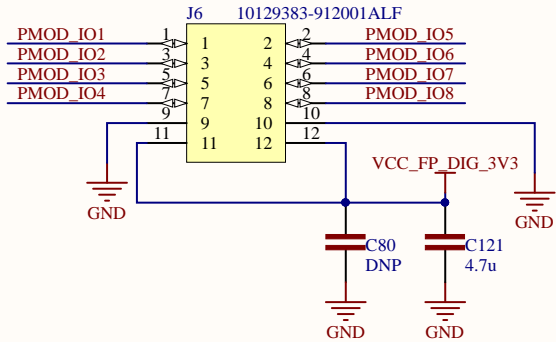 J6 10129383-912001ALF
PMOD_IO1 1 1 2 2 PMOD_IO5
PMOD_IO2 3 3 4 4 PMOD_IO6
PMOD_IO3 5 5 6 6 PMOD_IO7
PMOD_IO4 7 7 8 8 PMOD_IO8
9 9 10 10
11 11 12 12
VCC_FP_DIG_3V3
GND
GND
C80
DNP
C121
4.7u
GND
GND